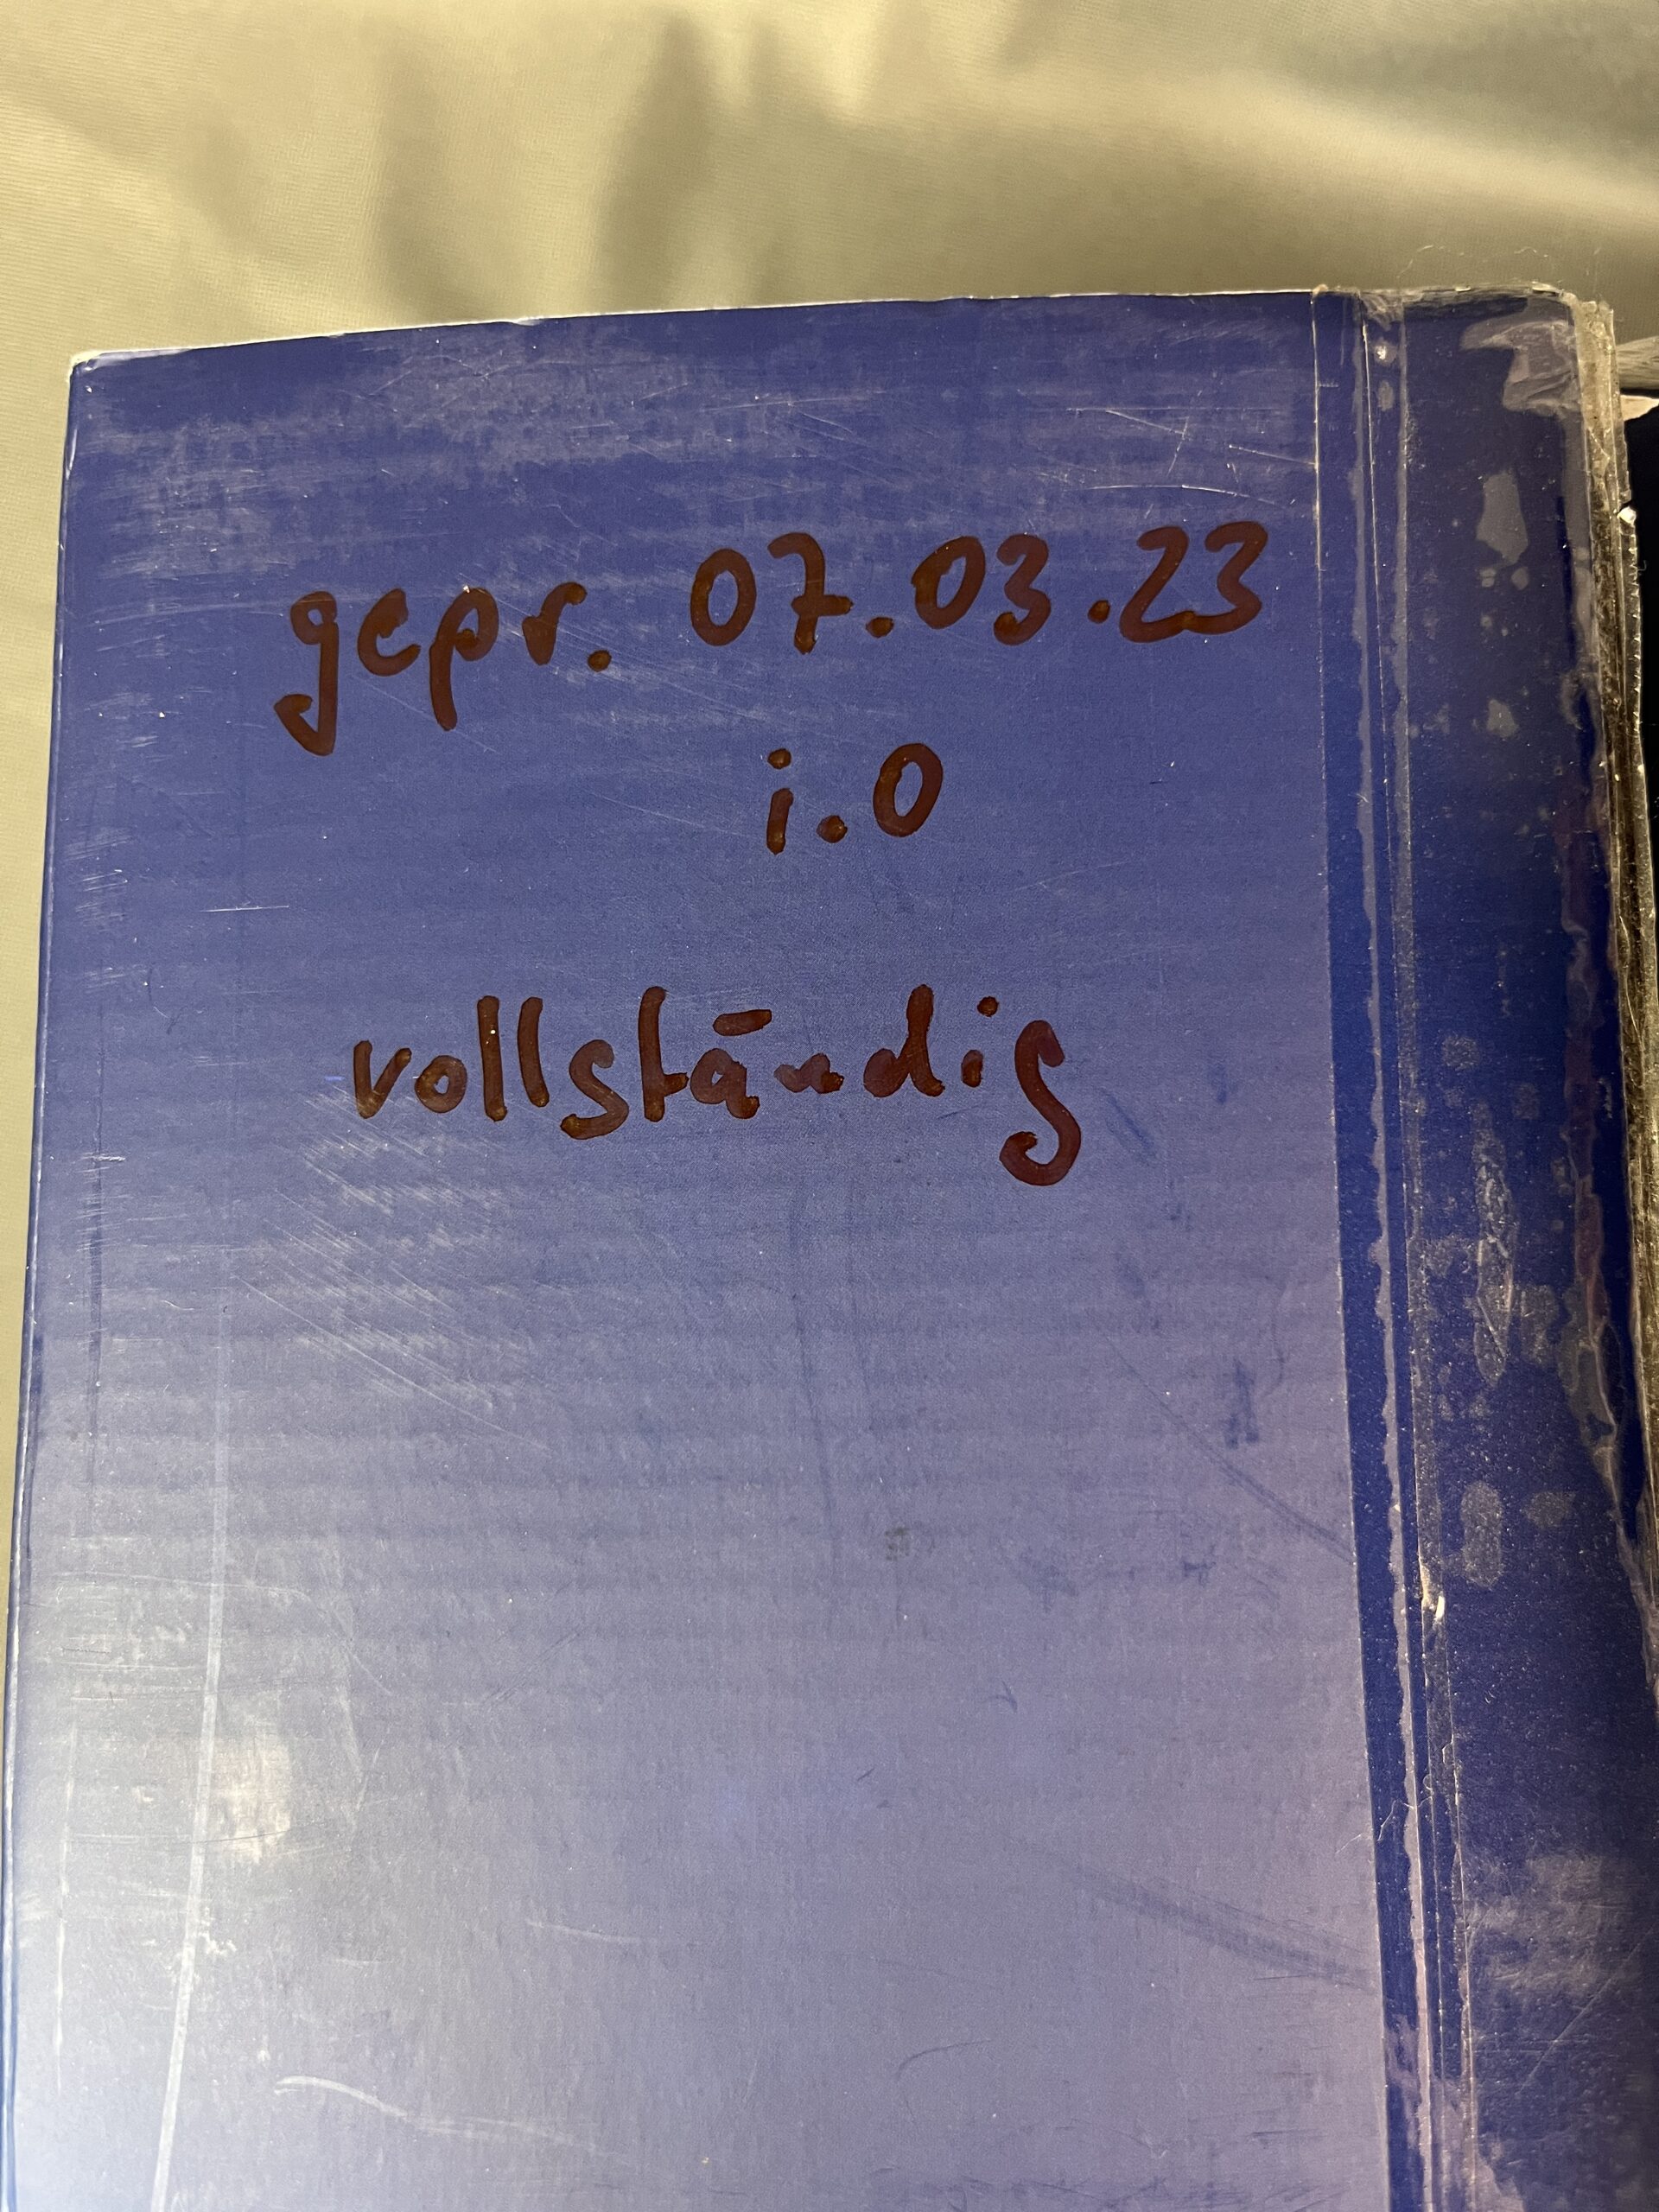 gepr. 07.03.23
i.O
vollständig